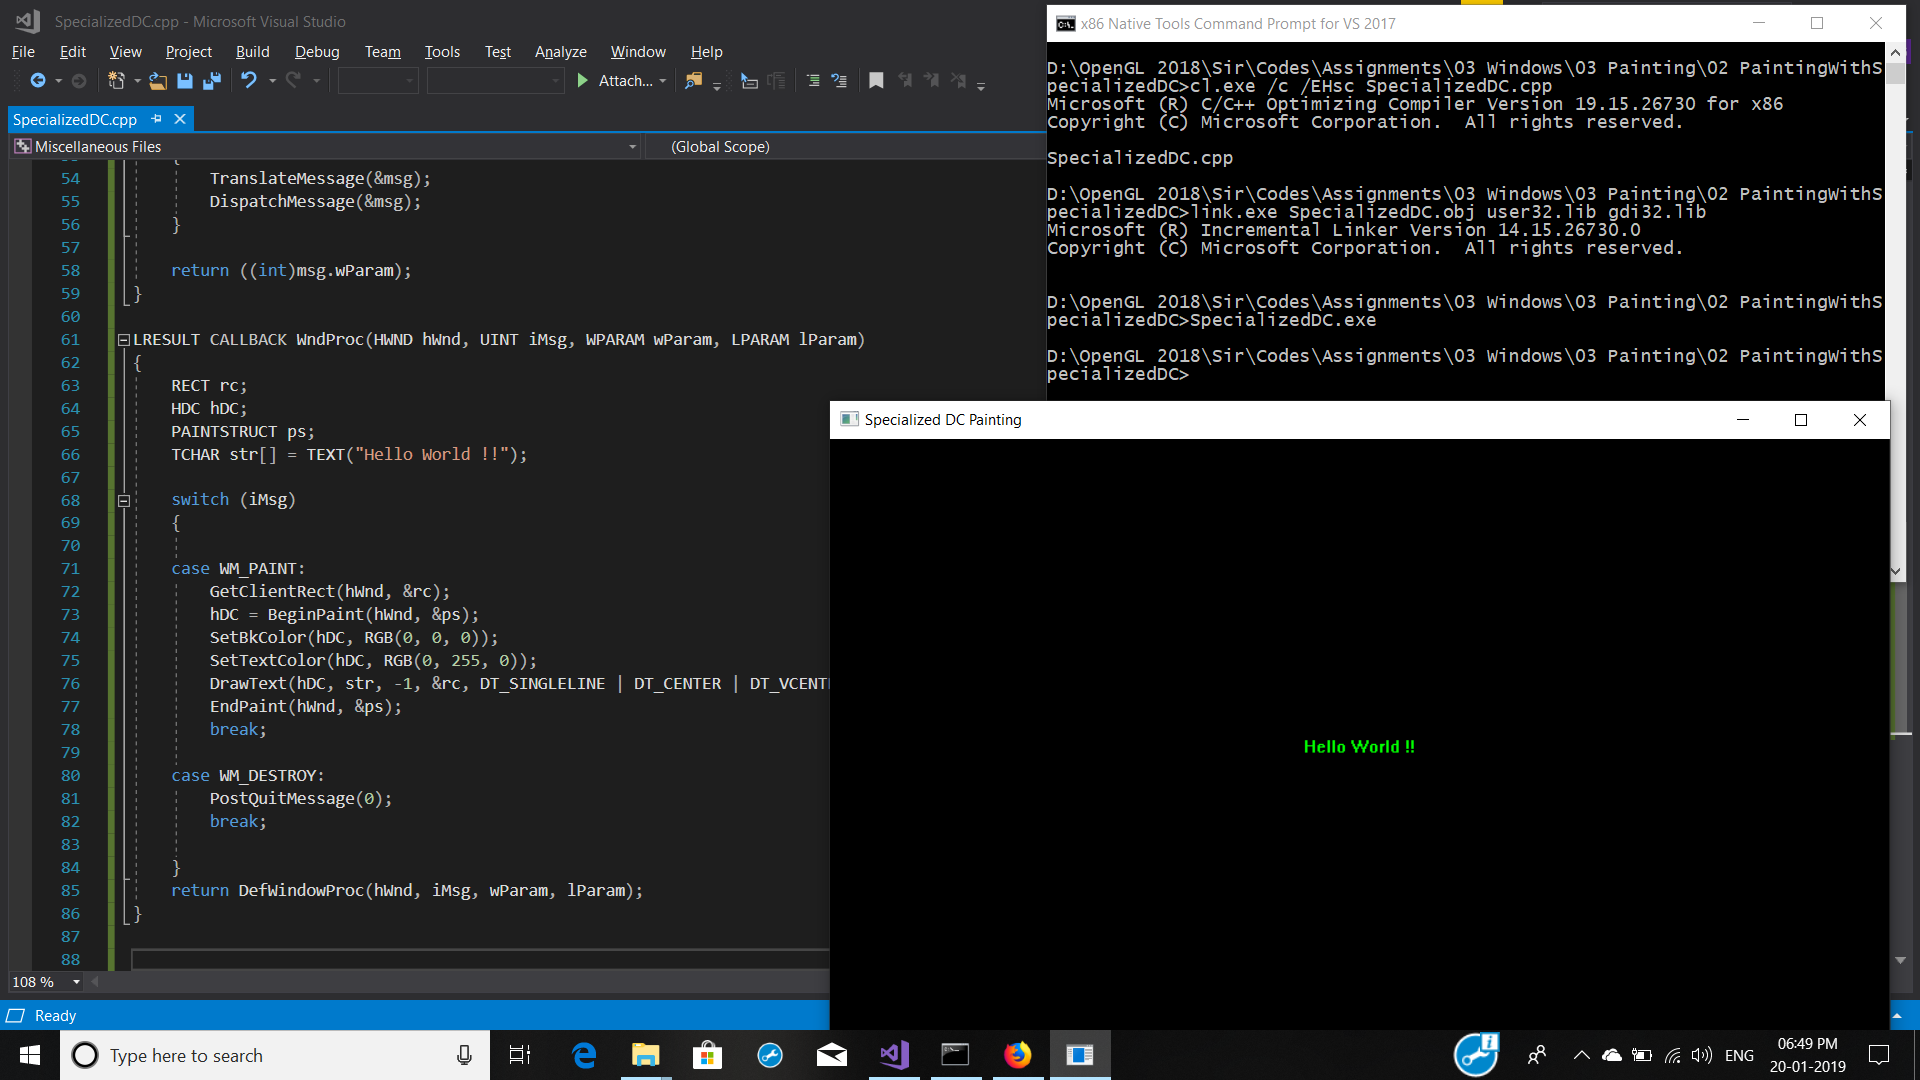 SpecializedDC.cpp - Microsoft Visual Studio
File Edit View Project Build Debug Team Tools Test Analyze Window Help
Attach...
SpecializedDC.cpp
Miscellaneous Files
(Global Scope)
{
54 TranslateMessage(&msg);
55 DispatchMessage(&msg);
56 }
57
58 return ((int)msg.wParam);
59 }
60
61 LRESULT CALLBACK WndProc(HWND hWnd, UINT iMsg, WPARAM wParam, LPARAM lParam)
62 {
63 RECT rc;
64 HDC hDC;
65 PAINTSTRUCT ps;
66 TCHAR str[] = TEXT("Hello World !!");
67
68 switch (iMsg)
69 {
70
71 case WM_PAINT:
72 GetClientRect(hWnd, &rc);
73 hDC = BeginPaint(hWnd, &ps);
74 SetBkColor(hDC, RGB(0, 0, 0));
75 SetTextColor(hDC, RGB(0, 255, 0));
76 DrawText(hDC, str, -1, &rc, DT_SINGLELINE | DT_CENTER | DT_VCENT
77 EndPaint(hWnd, &ps);
78 break;
79
80 case WM_DESTROY:
81 PostQuitMessage(0);
82 break;
83
84 }
85 return DefWindowProc(hWnd, iMsg, wParam, lParam);
86 }
87
88
108 %
Ready
x86 Native Tools Command Prompt for VS 2017
D:\OpenGL 2018\Sir\Codes\Assignments\03 Windows\03 Painting\02 PaintingWithS
pecializedDC>cl.exe /c /EHsc SpecializedDC.cpp
Microsoft (R) C/C++ Optimizing Compiler Version 19.15.26730 for x86
Copyright (C) Microsoft Corporation.  All rights reserved.
SpecializedDC.cpp
D:\OpenGL 2018\Sir\Codes\Assignments\03 Windows\03 Painting\02 PaintingWithS
pecializedDC>link.exe SpecializedDC.obj user32.lib gdi32.lib
Microsoft (R) Incremental Linker Version 14.15.26730.0
Copyright (C) Microsoft Corporation.  All rights reserved.
D:\OpenGL 2018\Sir\Codes\Assignments\03 Windows\03 Painting\02 PaintingWithS
pecializedDC>SpecializedDC.exe
D:\OpenGL 2018\Sir\Codes\Assignments\03 Windows\03 Painting\02 PaintingWithS
pecializedDC>
Specialized DC Painting
Hello World !!
Type here to search
ENG
06:49 PM
20-01-2019